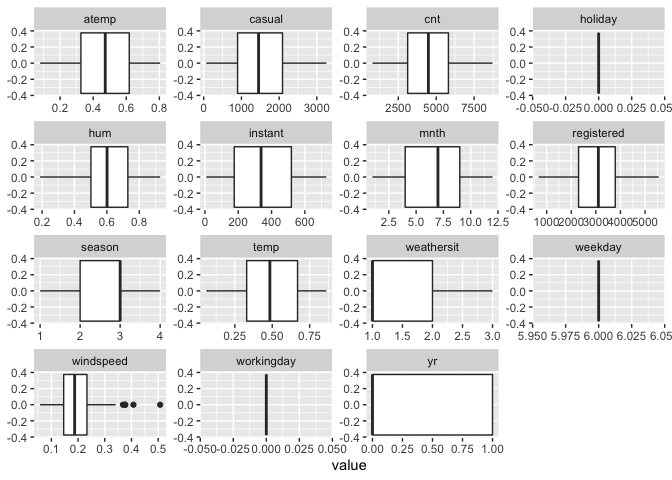 atemp casual cnt holiday
0.4 0.4 0.4 0.4
0.2 0.2 0.2 0.2
0.0 0.0 0.0 0.0
-0.2 -0.2 -0.2 -0.2
-0.4 -0.4 -0.4 -0.4
0.2 0.4 0.6 0.8 0 1000 2000 3000 2500 5000 7500 -0.050 -0.025 0.000 0.025 0.050
hum instant mnth registered
0.4 0.4 0.4 0.4
0.2 0.2 0.2 0.2
0.0 0.0 0.0 0.0
-0.2 -0.2 -0.2 -0.2
-0.4 -0.4 -0.4 -0.4
0.2 0.4 0.6 0.8 0 200 400 600 2.5 5.0 7.5 10.0 12.5 1000 2000 3000 4000 5000
season temp weathersit weekday
0.4 0.4 0.4 0.4
0.2 0.2 0.2 0.2
0.0 0.0 0.0 0.0
-0.2 -0.2 -0.2 -0.2
-0.4 -0.4 -0.4 -0.4
1 2 3 4 0.25 0.50 0.75 1.0 1.5 2.0 2.5 3.0 5.950 5.975 6.000 6.025 6.050
windspeed workingday yr
0.4 0.4 0.4
0.2 0.2 0.2
0.0 0.0 0.0
-0.2 -0.2 -0.2
-0.4 -0.4 -0.4
0.1 0.2 0.3 0.4 0.5 -0.050 -0.025 0.000 0.025 0.050 0.00 0.25 0.50 0.75 1.00
value